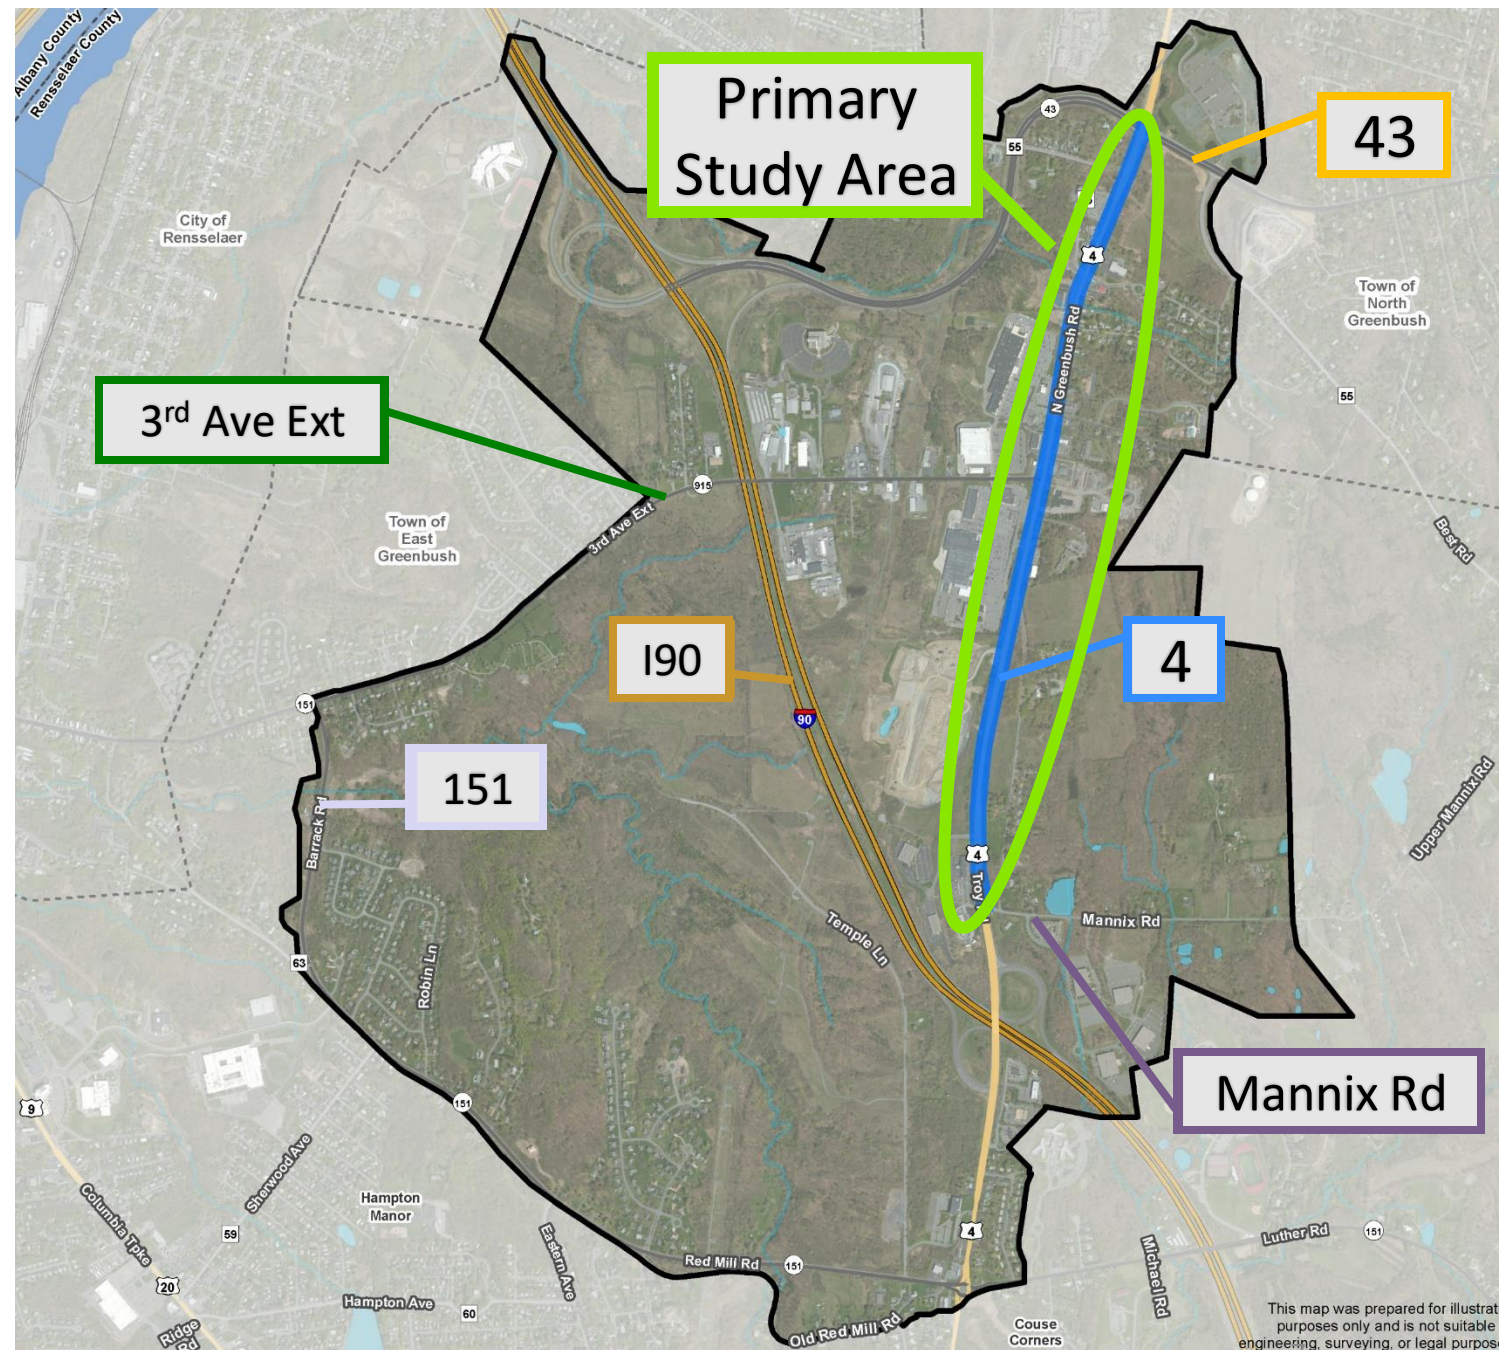 Albany County
Rensselaer County
Primary
Study Area
43
43
55
City of
Rensselaer
4
Town of
North
Greenbush
N Greenbush Rd
3rd Ave Ext
55
915
3rd Ave Ext
Town of
East
Greenbush
Best Rd
I90
4
151
90
151
Barrack Rd
Upper Mannix Rd
4
Troy
Mannix Rd
Temple Ln
63
Robin Ln
Mannix Rd
9
151
Sherwood Ave
Columbia Tpke
Hampton
Manor
59
Eastern Ave
4
Luther Rd
151
Michael Rd
Red Mill Rd
151
20
Hampton Ave
60
Ridge
Rd
Old Red Mill Rd
Couse
Corners
This map was prepared for illustrat
purposes only and is not suitable
engineering, surveying, or legal purpose